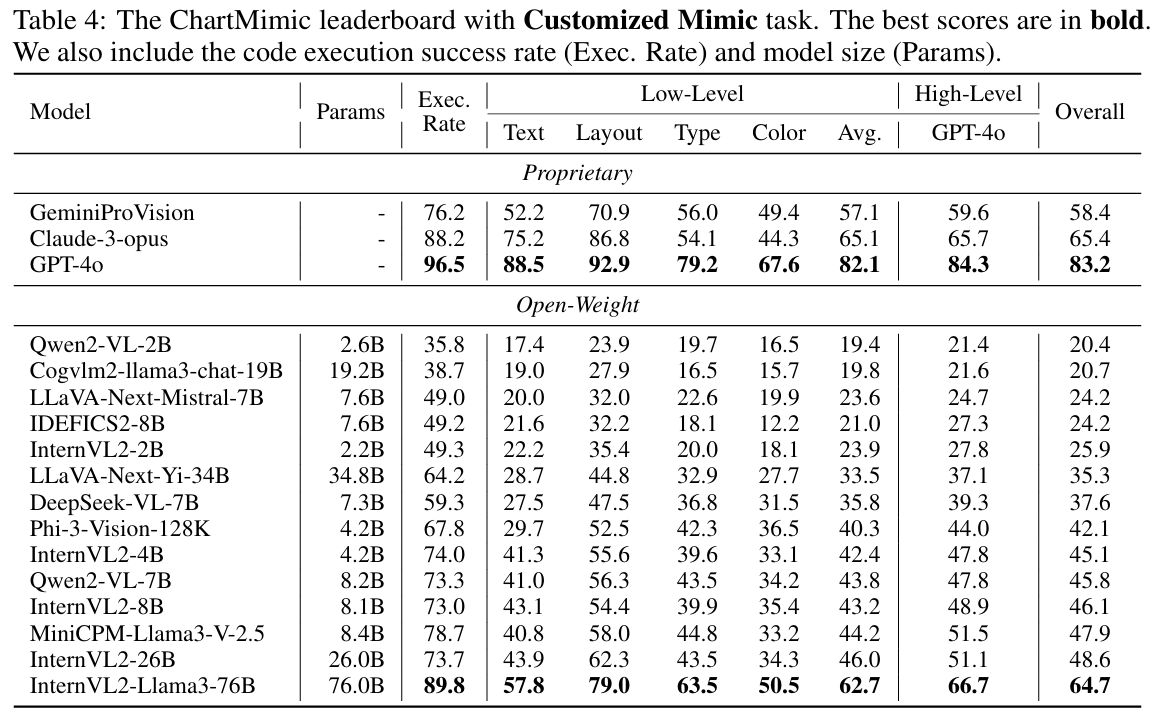 Table 4: The ChartMimic leaderboard with Customized Mimic task. The best scores are in bold.
We also include the code execution success rate (Exec. Rate) and model size (Params).
Model Params Exec. Rate Low-Level High-Level Overall
Text Layout Type Color Avg. GPT-4o
Proprietary
GeminiProVision - 76.2 52.2 70.9 56.0 49.4 57.1 59.6 58.4
Claude-3-opus - 88.2 75.2 86.8 54.1 44.3 65.1 65.7 65.4
GPT-4o - 96.5 88.5 92.9 79.2 67.6 82.1 84.3 83.2
Open-Weight
Qwen2-VL-2B 2.6B 35.8 17.4 23.9 19.7 16.5 19.4 21.4 20.4
Cogvlm2-llama3-chat-19B 19.2B 38.7 19.0 27.9 16.5 15.7 19.8 21.6 20.7
LLaVA-Next-Mistral-7B 7.6B 49.0 20.0 32.0 22.6 19.9 23.6 24.7 24.2
IDEFICS2-8B 7.6B 49.2 21.6 32.2 18.1 12.2 21.0 27.3 24.2
InternVL2-2B 2.2B 49.3 22.2 35.4 20.0 18.1 23.9 27.8 25.9
LLaVA-Next-Yi-34B 34.8B 64.2 28.7 44.8 32.9 27.7 33.5 37.1 35.3
DeepSeek-VL-7B 7.3B 59.3 27.5 47.5 36.8 31.5 35.8 39.3 37.6
Phi-3-Vision-128K 4.2B 67.8 29.7 52.5 42.3 36.5 40.3 44.0 42.1
InternVL2-4B 4.2B 74.0 41.3 55.6 39.6 33.1 42.4 47.8 45.1
Qwen2-VL-7B 8.2B 73.3 41.0 56.3 43.5 34.2 43.8 47.8 45.8
InternVL2-8B 8.1B 73.0 43.1 54.4 39.9 35.4 43.2 48.9 46.1
MiniCPM-Llama3-V-2.5 8.4B 78.7 40.8 58.0 44.8 33.2 44.2 51.5 47.9
InternVL2-26B 26.0B 73.7 43.9 62.3 43.5 34.3 46.0 51.1 48.6
InternVL2-Llama3-76B 76.0B 89.8 57.8 79.0 63.5 50.5 62.7 66.7 64.7